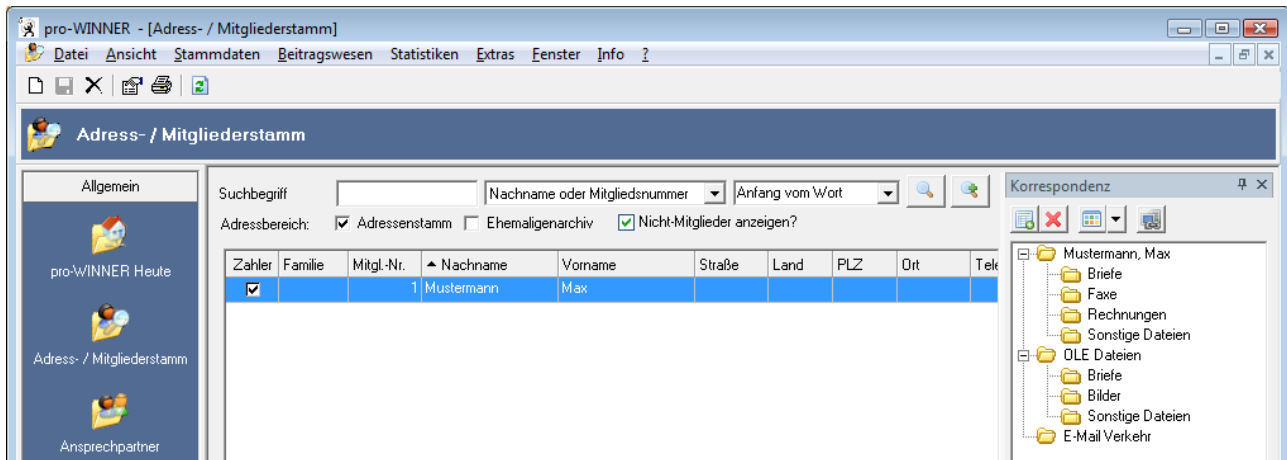 pro-WINNER - [Adress- / Mitgliederstamm]
Datei Ansicht Stammdaten Beitragswesen Statistiken Extras Fenster Info ?
Adress- / Mitgliederstamm
Allgemein
pro-WINNER Heute
Adress- / Mitgliederstamm
Ansprechpartner
Suchbegriff Nachname oder Mitgliedsnummer Anfang vom Wort
Adressbereich: Adressenstamm Ehemaligenarchiv Nicht-Mitglieder anzeigen?
Zahler Familie Mitgl.-Nr. Nachname Vorname Straße Land PLZ Ort Tele
1 Mustermann Max
Korrespondenz
Mustermann, Max
Briefe
Faxe
Rechnungen
Sonstige Dateien
OLE Dateien
Briefe
Bilder
Sonstige Dateien
E-Mail Verkehr